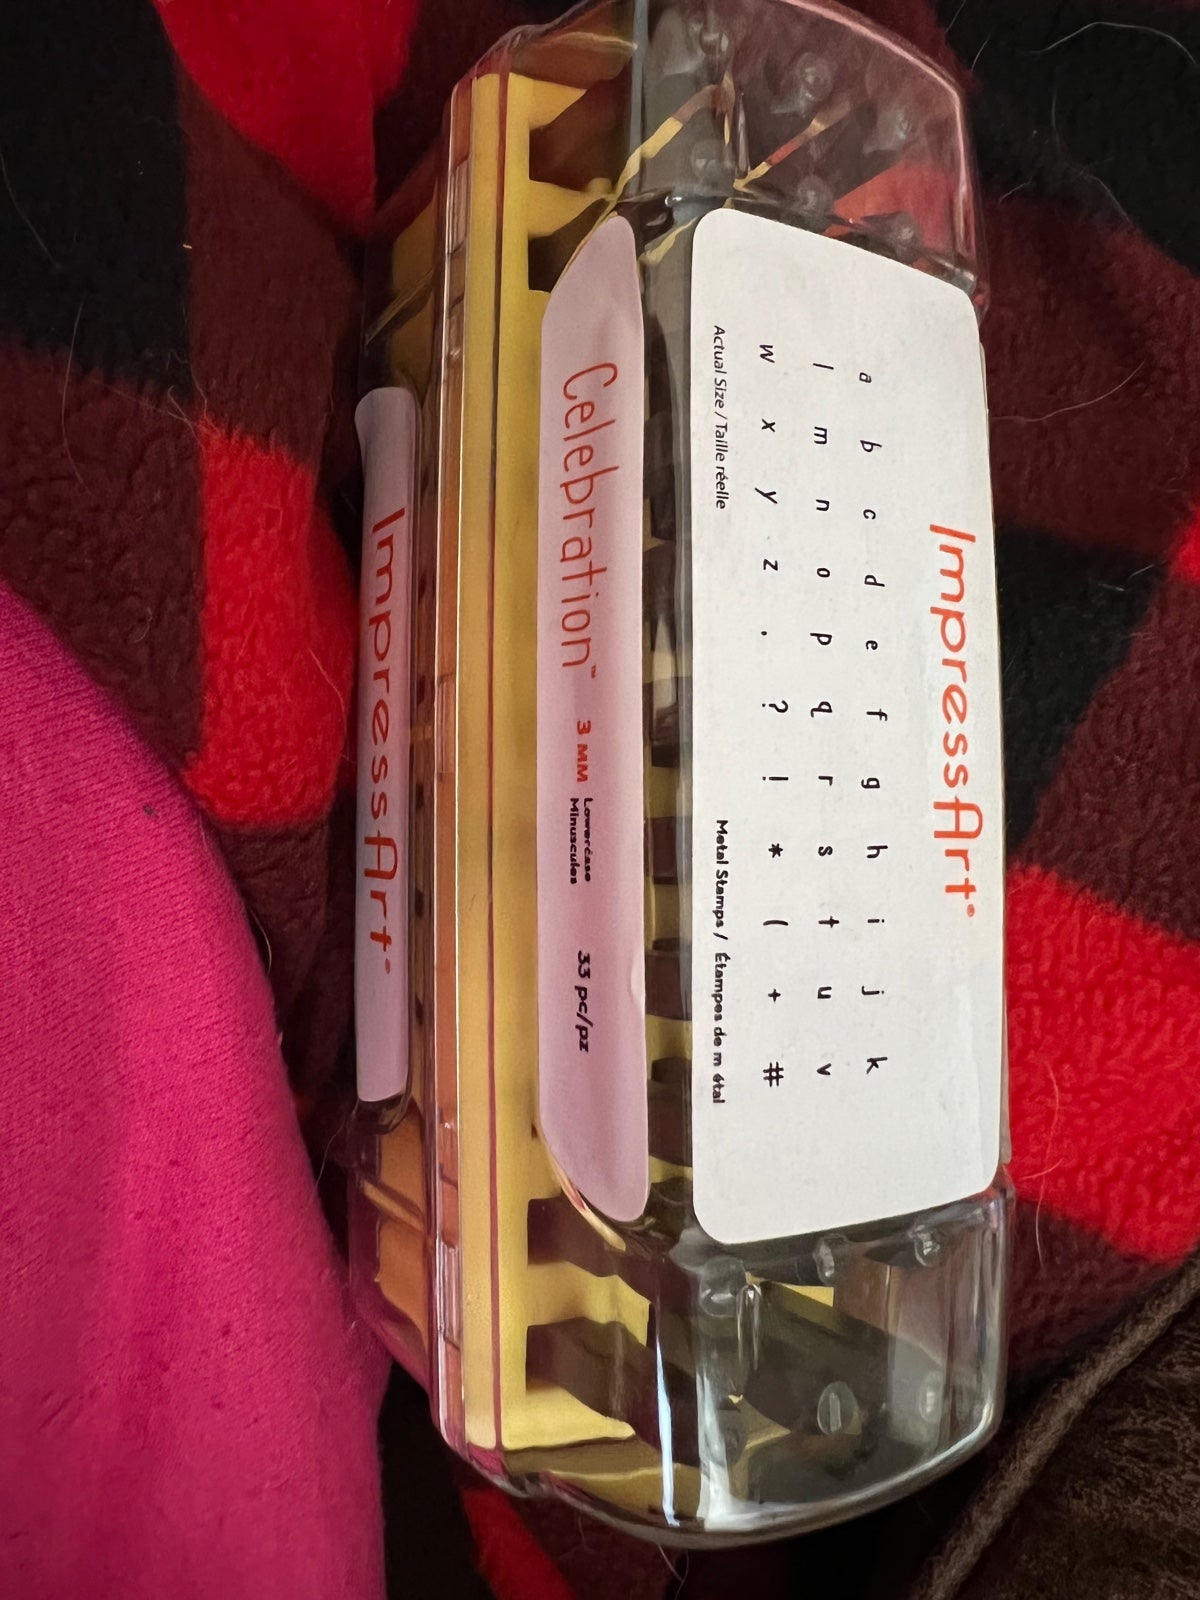 ImpressArt®
a b c d e f g h i j k
l m n o p q r s t u v
w x y z . ? ! * ( + #
Actual Size / Taille réelle
Metal Stamps / Étampes de m étal
Celebration™
3 MM
Lowercase
Minuscules
33 pc/pz
ImpressArt®